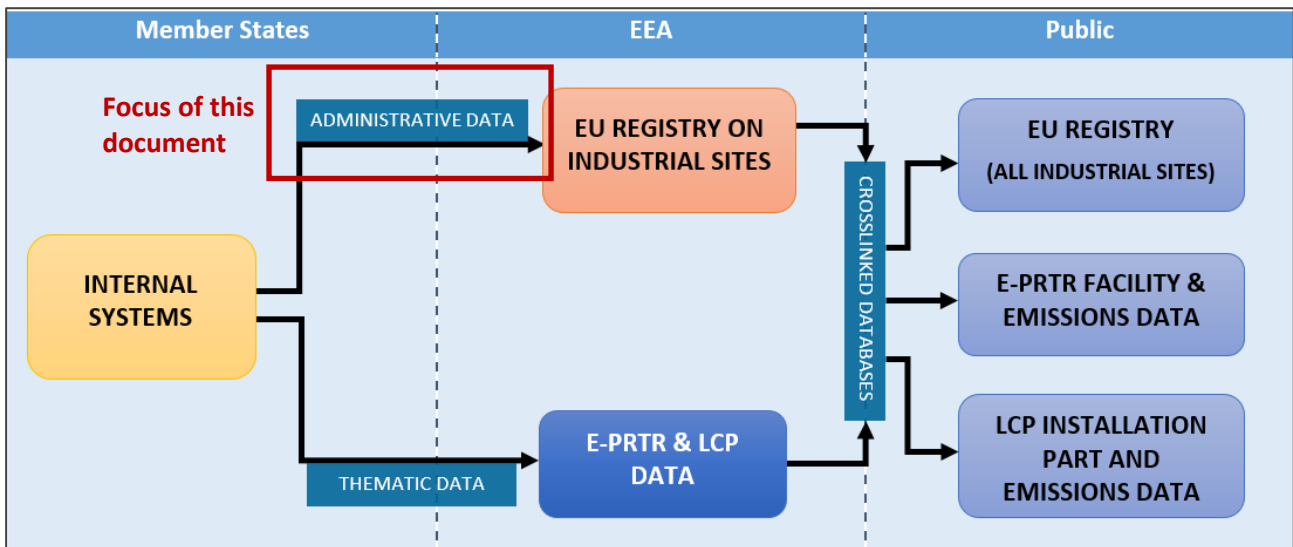 Member States
EEA
Public
Focus of this
document
ADMINISTRATIVE DATA
EU REGISTRY ON
INDUSTRIAL SITES
EU REGISTRY
(ALL INDUSTRIAL SITES)
CROSSLINKED DATABASES
INTERNAL
SYSTEMS
E-PRTR FACILITY &
EMISSIONS DATA
E-PRTR & LCP
DATA
THEMATIC DATA
LCP INSTALLATION
PART AND
EMISSIONS DATA